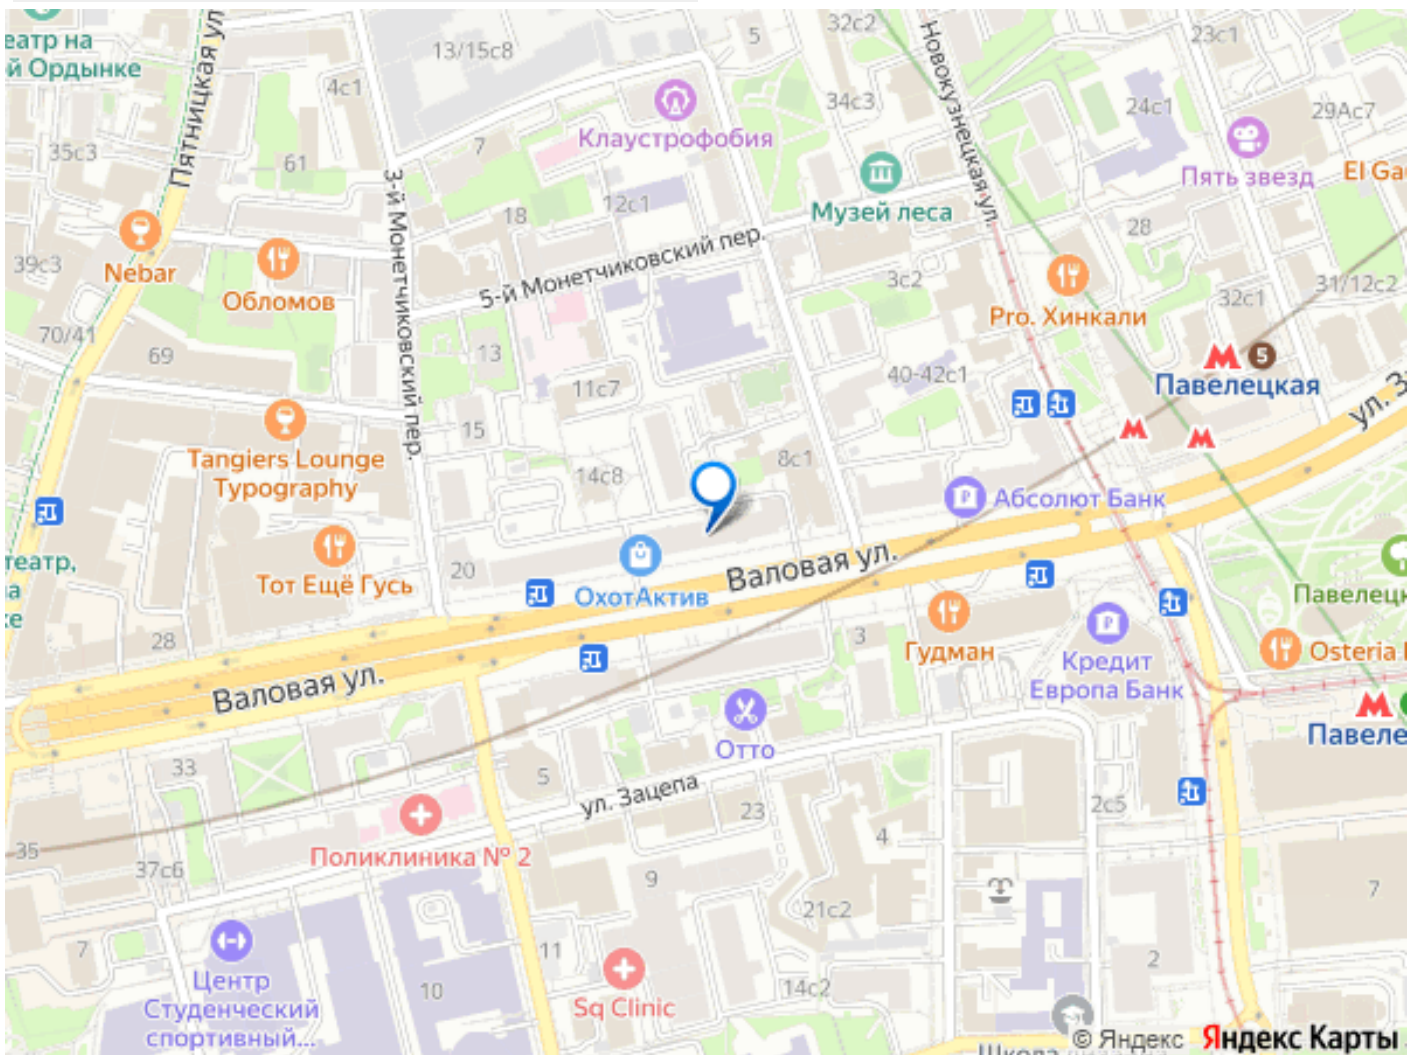 еатр на
й Ордынке
Пятницкая ул
13/15с8
5
32с2
23с1
4с1
34с3
24с1
29Ас7
35с3
61
7
Клаустрофобия
Новокузнецкая ул.
Пять звезд
El Ga
3-й Монетчиковский пер.
18
12с1
Музей леса
28
39с3
Nebar
Обломов
5-й Монетчиковский пер.
3с2
Pro. Хинкали
32с1
31/12с2
70/41
69
13
11с7
40-42с1
5
Павелецкая
ул. З
15
Tangiers Lounge
Typography
14с8
8с1
Абсолют Банк
театр,
а
ке
Тот Ещё Гусь
20
ОхотАктив
Валовая ул.
Павелецк
28
3
Гудман
Кредит
Европа Банк
Osteria
Валовая ул.
Отто
Павеле
33
5
ул. Зацепа
23
4
2с5
35
37с6
Поликлиника № 2
9
21с2
7
7
Центр
Студенческий
спортивный...
10
11
Sq Clinic
14с2
2
© Яндекс
Яндекс Карты